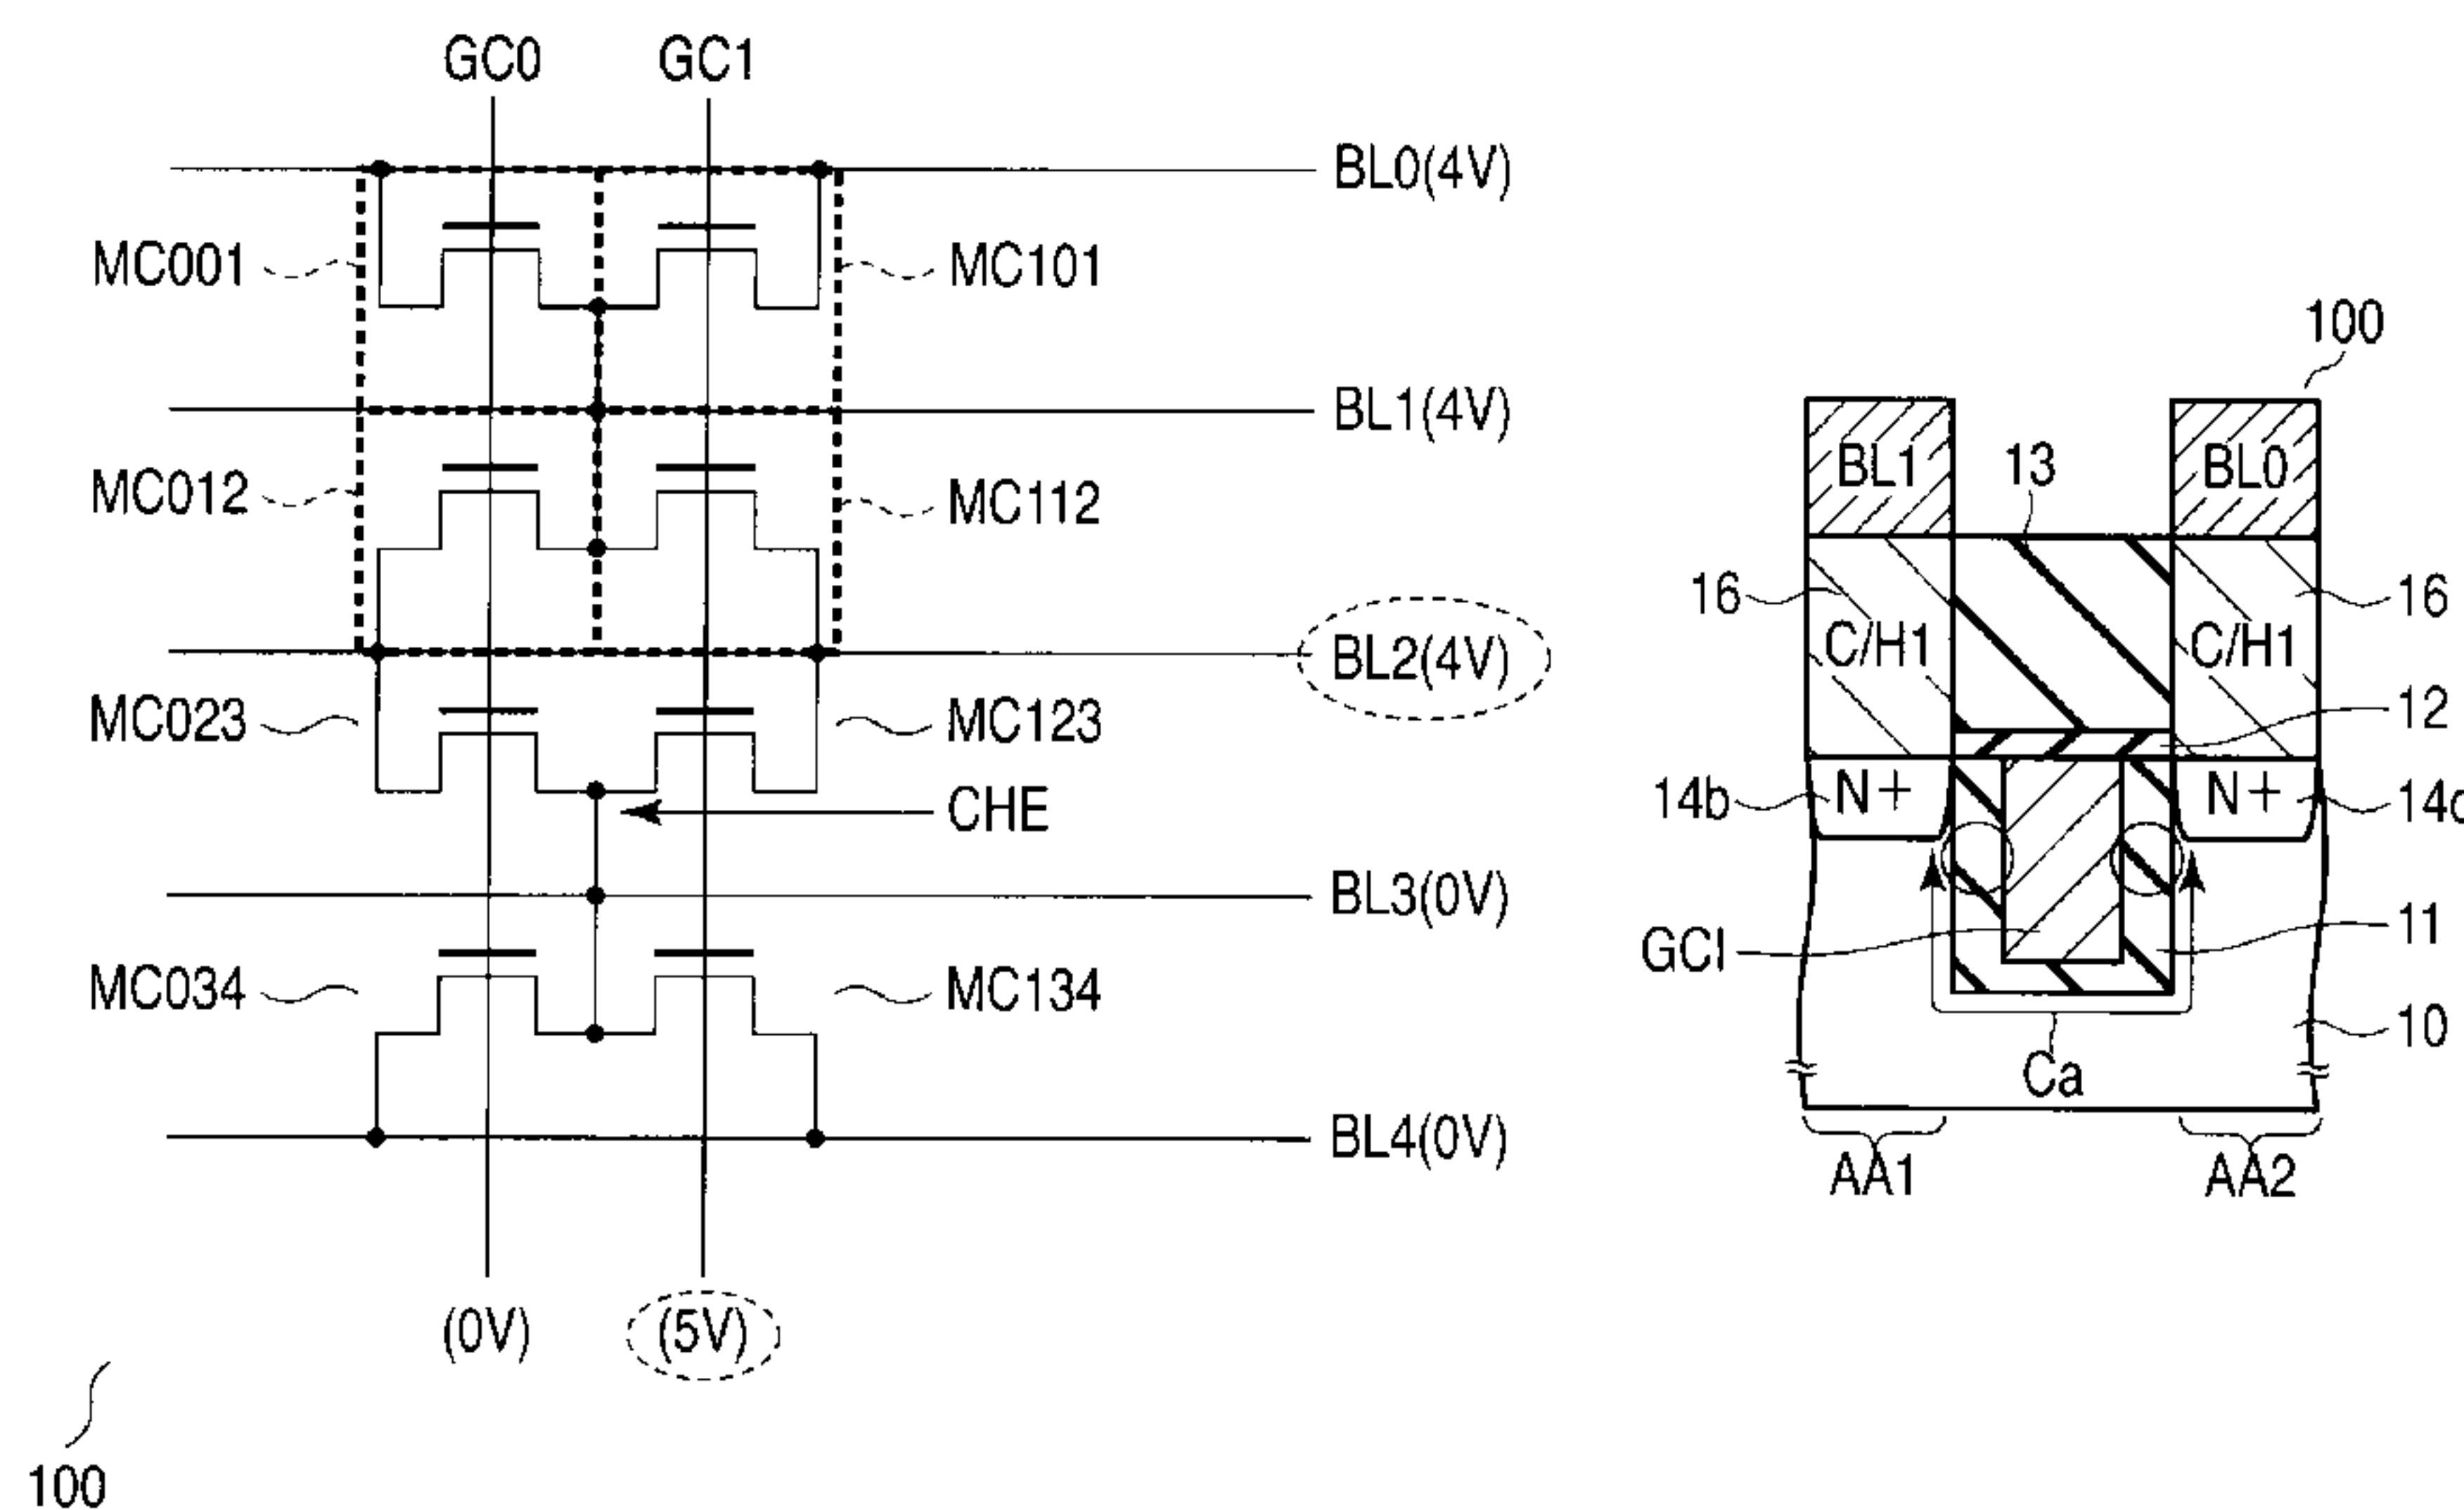 GC0 GC1
BL0(4V)
MC001 MC101
BL1(4V)
MC012 MC112
BL2(4V)
MC023 MC123
CHE
BL3(0V)
MC034 MC134
BL4(0V)
(0V) (5V)
100
100
BL1 13 BL0
16 C/H1 C/H1 16
12
14b N+ N+
11
GCI
10
Ca
AA1 AA2